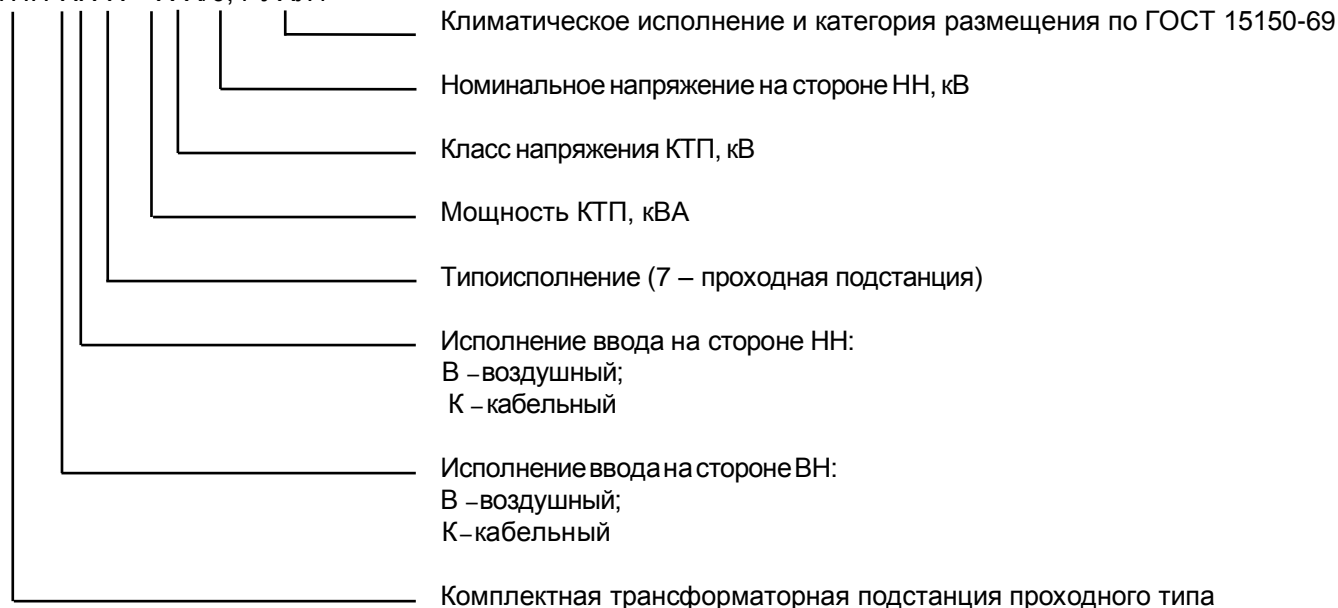 Климатическое исполнение и категория размещения по ГОСТ 15150-69
Номинальное напряжение на стороне НН, кВ
Класс напряжения КТП, кВ
Мощность КТП, кВА
Типоисполнение (7 – проходная подстанция)
Исполнение ввода на стороне НН:
В – воздушный;
К – кабельный
Исполнение ввода на стороне ВН:
В – воздушный;
К – кабельный
Комплектная трансформаторная подстанция проходного типа